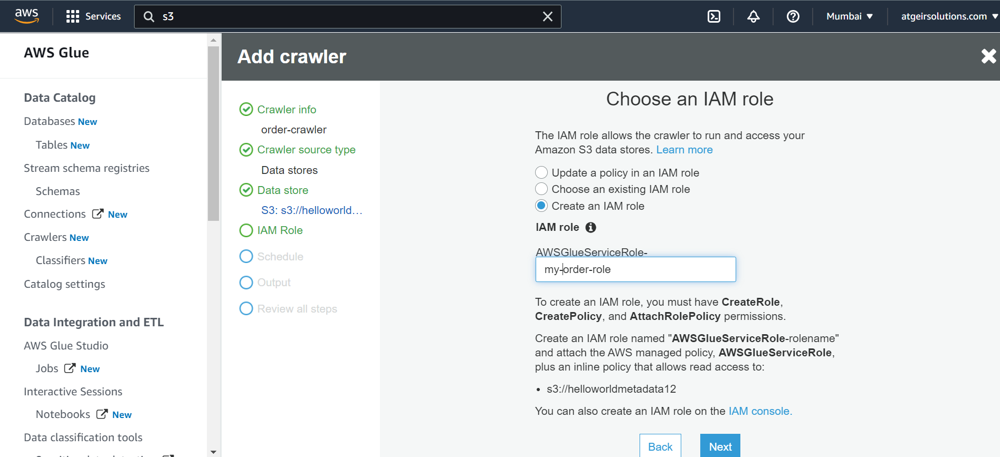 aws
Services
s3
Mumbai
atgeirsolutions.com
AWS Glue
Data Catalog
Databases New
Tables New
Stream schema registries
Schemas
Connections New
Crawlers New
Classifiers New
Catalog settings
Data Integration and ETL
AWS Glue Studio
Jobs New
Interactive Sessions
Notebooks New
Data classification tools
Add crawler
Crawler info
order-crawler
Crawler source type
Data stores
Data store
S3: s3://helloworld…
IAM Role
Schedule
Output
Review all steps
Choose an IAM role
The IAM role allows the crawler to run and access your
Amazon S3 data stores. Learn more
Update a policy in an IAM role
Choose an existing IAM role
Create an IAM role
IAM role
AWSGlueServiceRole-
my-order-role
To create an IAM role, you must have CreateRole,
CreatePolicy, and AttachRolePolicy permissions.
Create an IAM role named "AWSGlueServiceRole-rolename"
and attach the AWS managed policy, AWSGlueServiceRole,
plus an inline policy that allows read access to:
• s3://helloworldmetadata12
You can also create an IAM role on the IAM console.
Back
Next